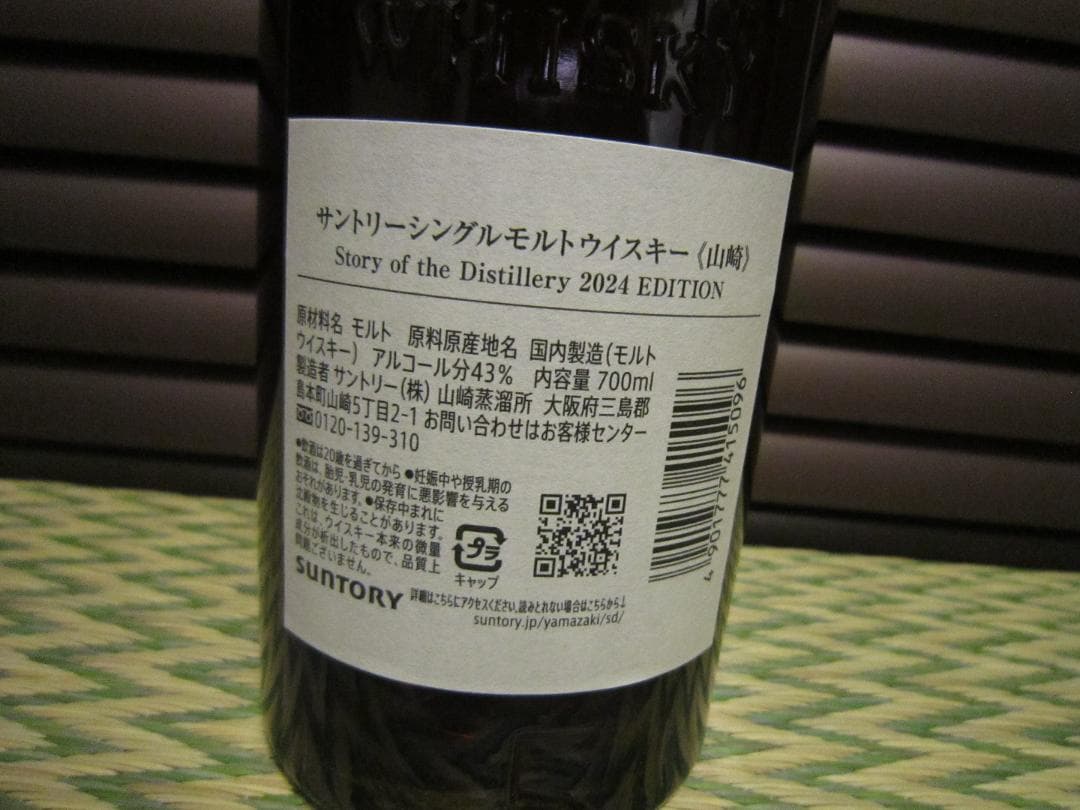 WHISKY
サントリーシングルモルトウイスキー《山崎》
Story of the Distillery 2024 EDITION
原材料名 モルト 原料原産地名 国内製造(モルト
ウイスキー) アルコール分43% 内容量 700ml
製造者 サントリー(株) 山崎蒸溜所 大阪府三島郡
島本町山崎5丁目2-1 お問い合わせはお客様センター
0120-139-310
●飲酒は20歳を過ぎてから ●妊娠中や授乳期の
飲酒は、胎児・乳児の発育に悪影響を与える
おそれがあります。●保存中まれに
沈殿物を生じることがあります。
これは、ウイスキー本来の微量
成分が析出したもので、品質上
問題ございません。
プラ
キャップ
SUNTORY
詳細はこちらにアクセスください。読みとれない場合はこちらから↓
suntory.jp/yamazaki/sd/
4 901777 415096